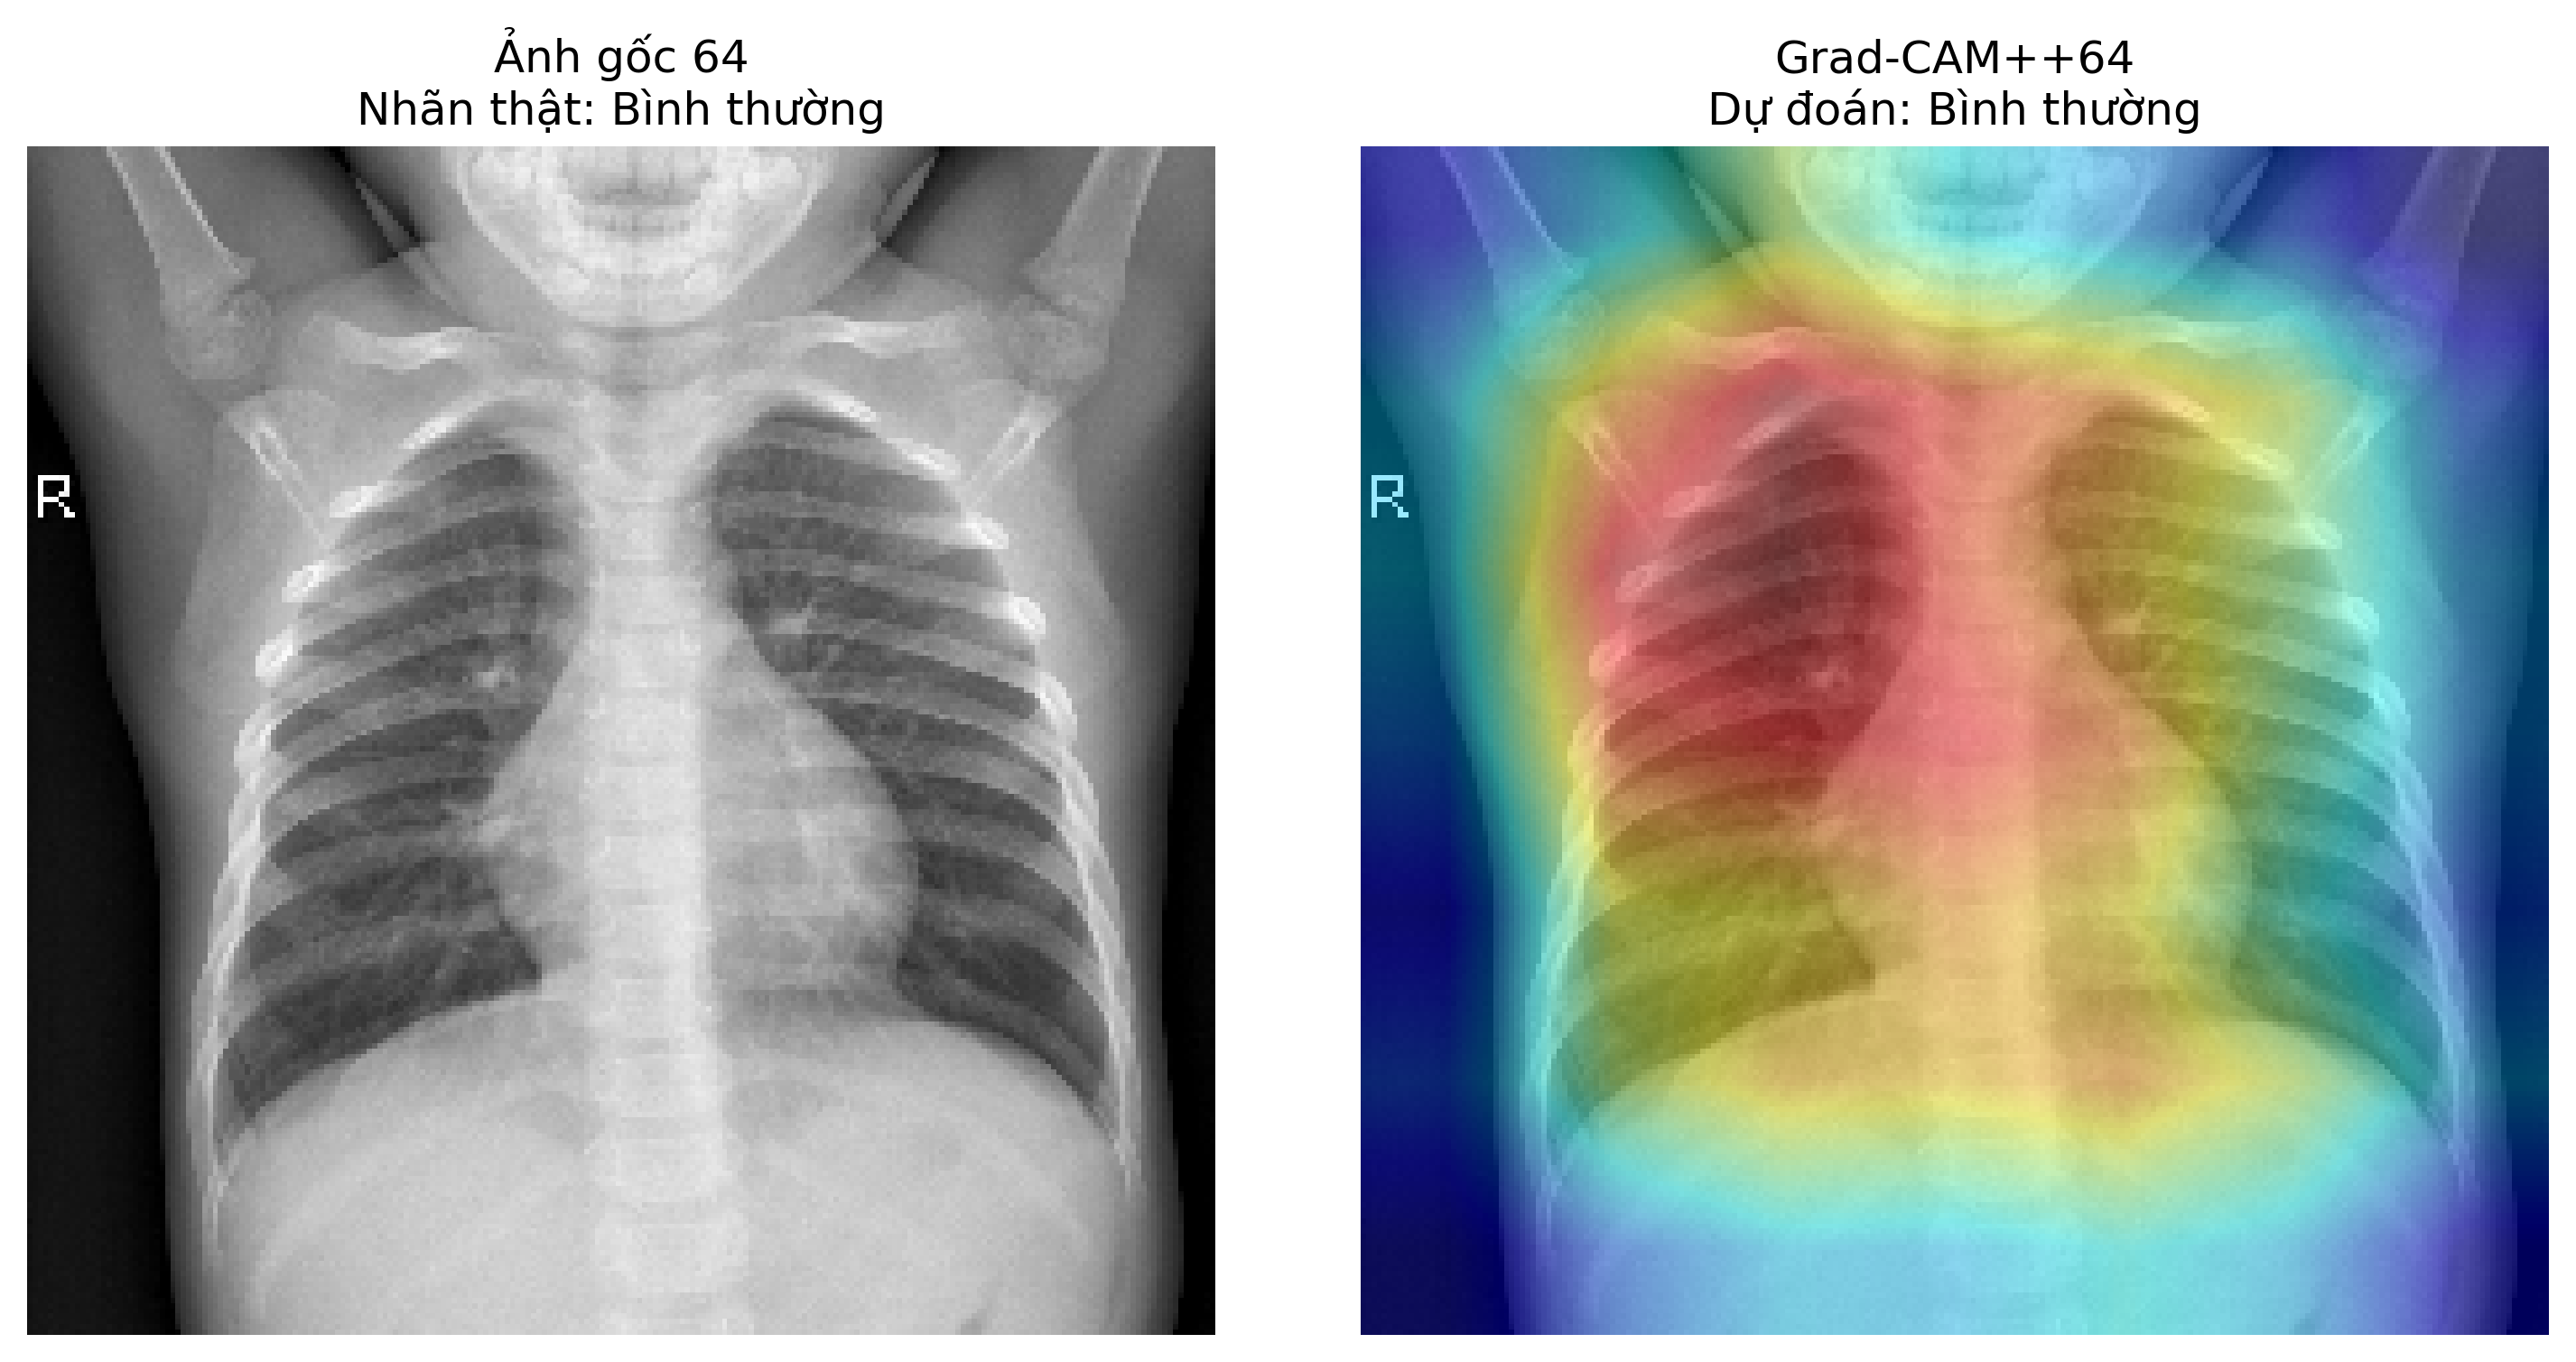 Ảnh gốc 64
Nhãn thật: Bình thường
Grad-CAM++64
Dự đoán: Bình thường
R
R